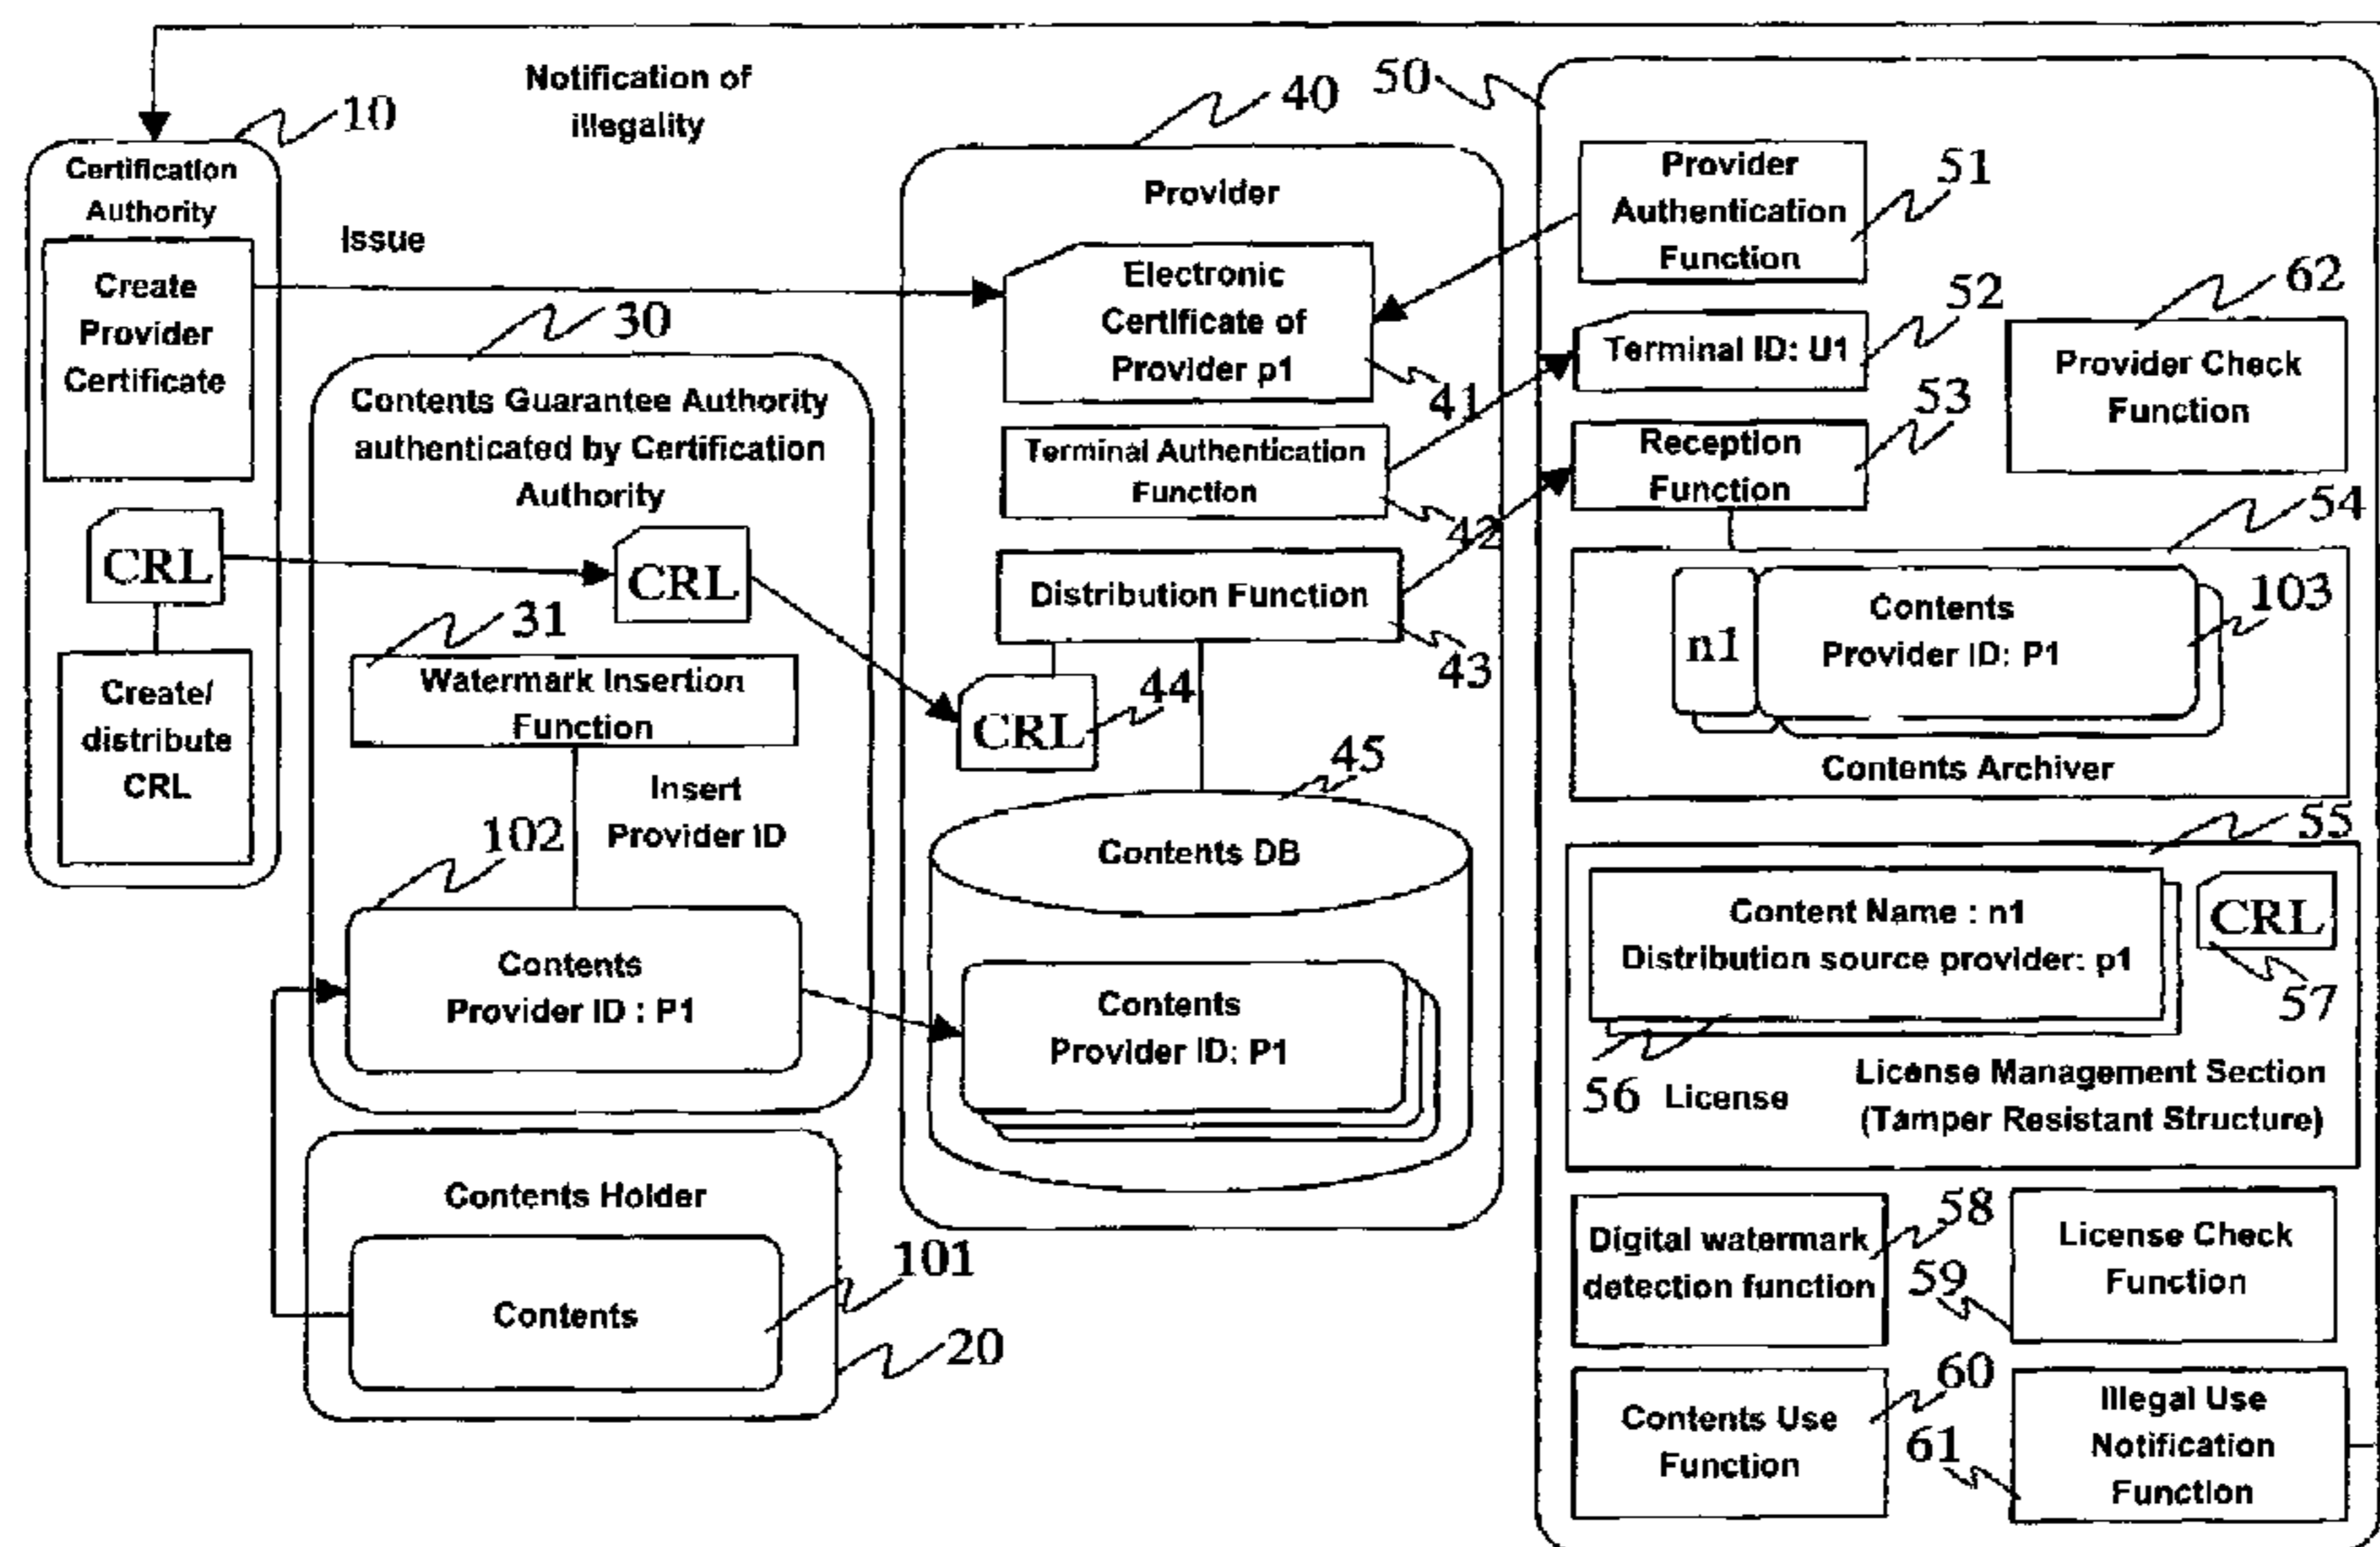 Notification of
illegality
10
Certification
Authority
Create
Provider
Certificate
CRL
Create/
distribute
CRL
Issue
30
Contents Guarantee Authority
authenticated by Certification
Authority
CRL
31
Watermark Insertion
Function
Insert
Provider ID
102
Contents
Provider ID : P1
Contents Holder
Contents
101
20
40
Provider
Electronic
Certificate of
Provider p1
41
Terminal Authentication
Function
42
Distribution Function
43
CRL
44
45
Contents DB
Contents
Provider ID: P1
50
Provider
Authentication
Function
51
Terminal ID: U1
52
62
Provider Check
Function
Reception
Function
53
54
n1
Contents
Provider ID: P1
103
Contents Archiver
55
Content Name : n1
Distribution source provider: p1
CRL
57
56 License
License Management Section
(Tamper Resistant Structure)
Digital watermark
detection function
58
License Check
Function
59
Contents Use
Function
60
Illegal Use
Notification
Function
61